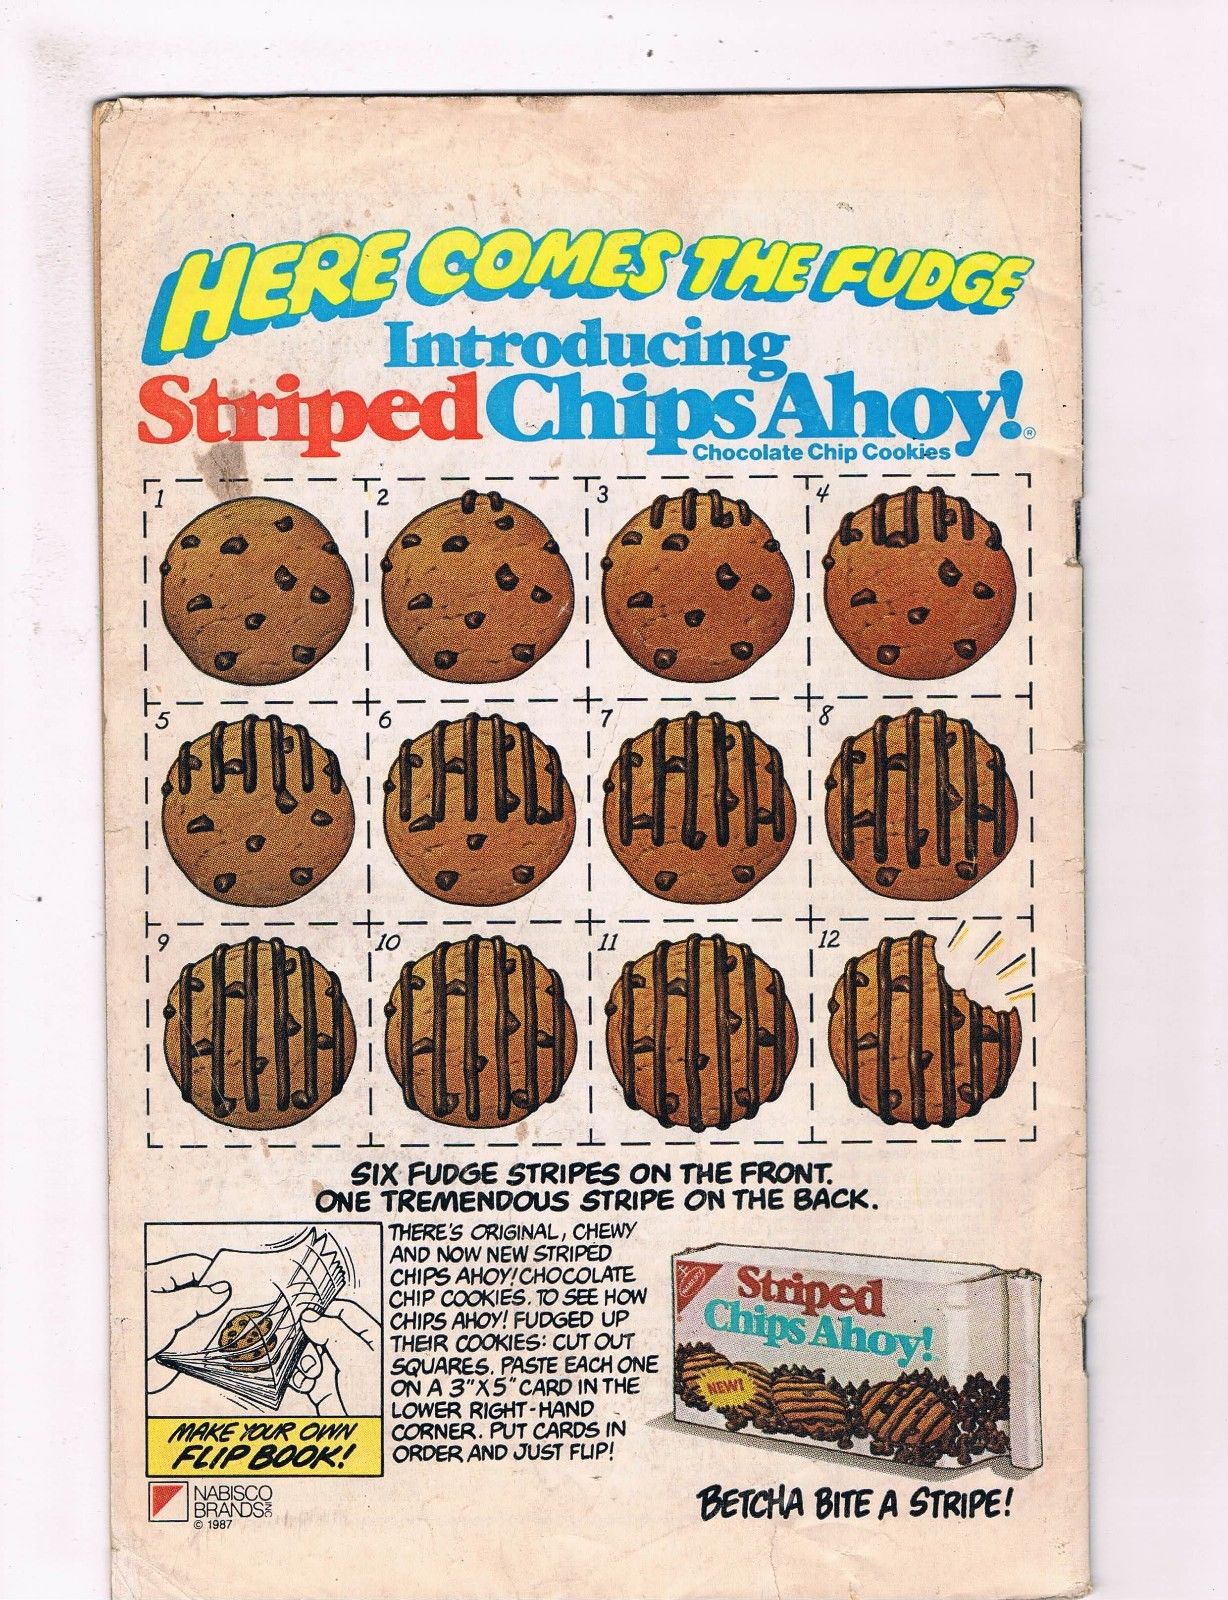 HERE COMES THE FUDGE
Introducing
Striped Chips Ahoy!®
Chocolate Chip Cookies
1
2
3
4
5
6
7
8
9
10
11
12
SIX FUDGE STRIPES ON THE FRONT.
ONE TREMENDOUS STRIPE ON THE BACK.
THERE'S ORIGINAL, CHEWY
AND NOW NEW STRIPED
CHIPS AHOY! CHOCOLATE
CHIP COOKIES. TO SEE HOW
CHIPS AHOY! FUDGED UP
THEIR COOKIES: CUT OUT
SQUARES. PASTE EACH ONE
ON A 3"X5" CARD IN THE
LOWER RIGHT-HAND
CORNER. PUT CARDS IN
ORDER AND JUST FLIP!
MAKE YOUR OWN
FLIP BOOK!
NABISCO
BRANDS INC
© 1987
NABISCO
Striped
Chips Ahoy!
NEW!
BETCHA BITE A STRIPE!